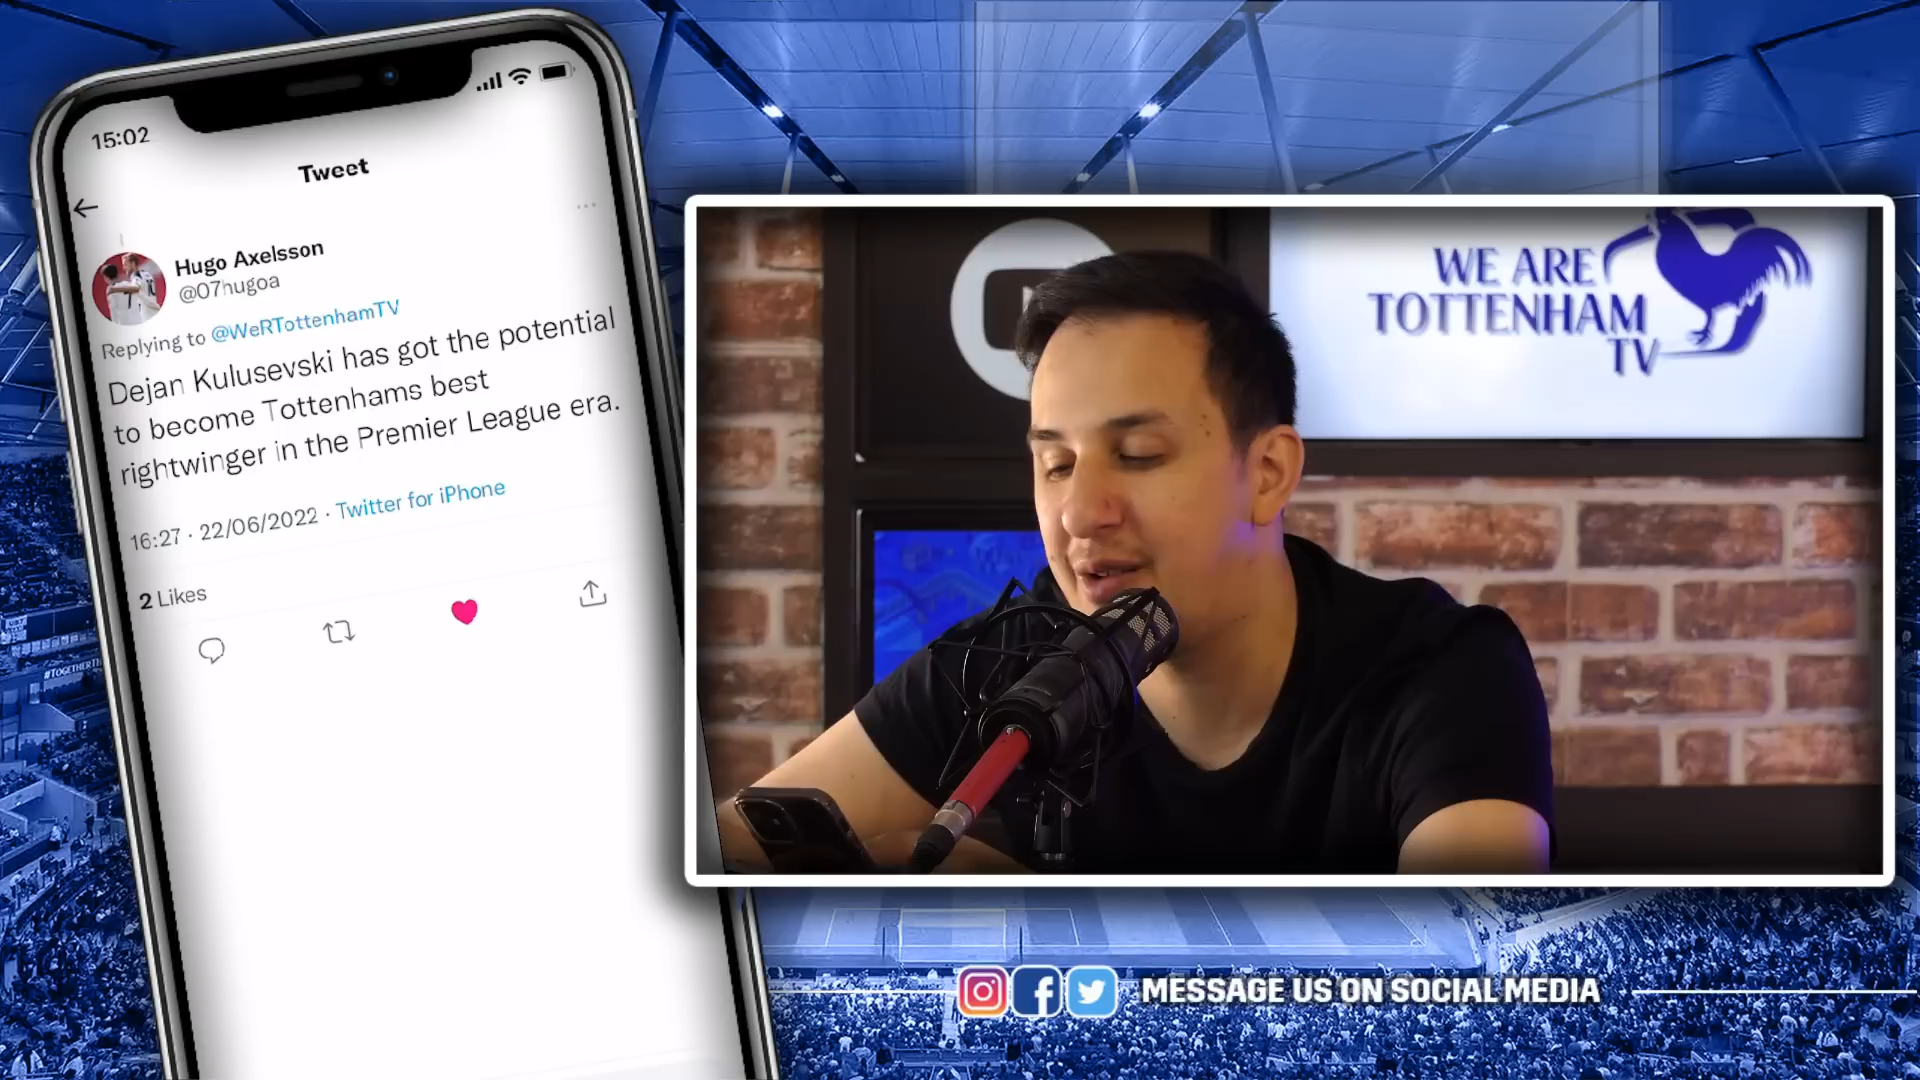 15:02
Tweet
Hugo Axelsson
@07hugoa
Replying to @WeRTottenhamTV
Dejan Kulusevski has got the potential
to become Tottenhams best
rightwinger in the Premier League era.
16:27 · 22/06/2022 · Twitter for iPhone
2 Likes
WE ARE
TOTTENHAM
TV
#TOGETHERTH
MESSAGE US ON SOCIAL MEDIA